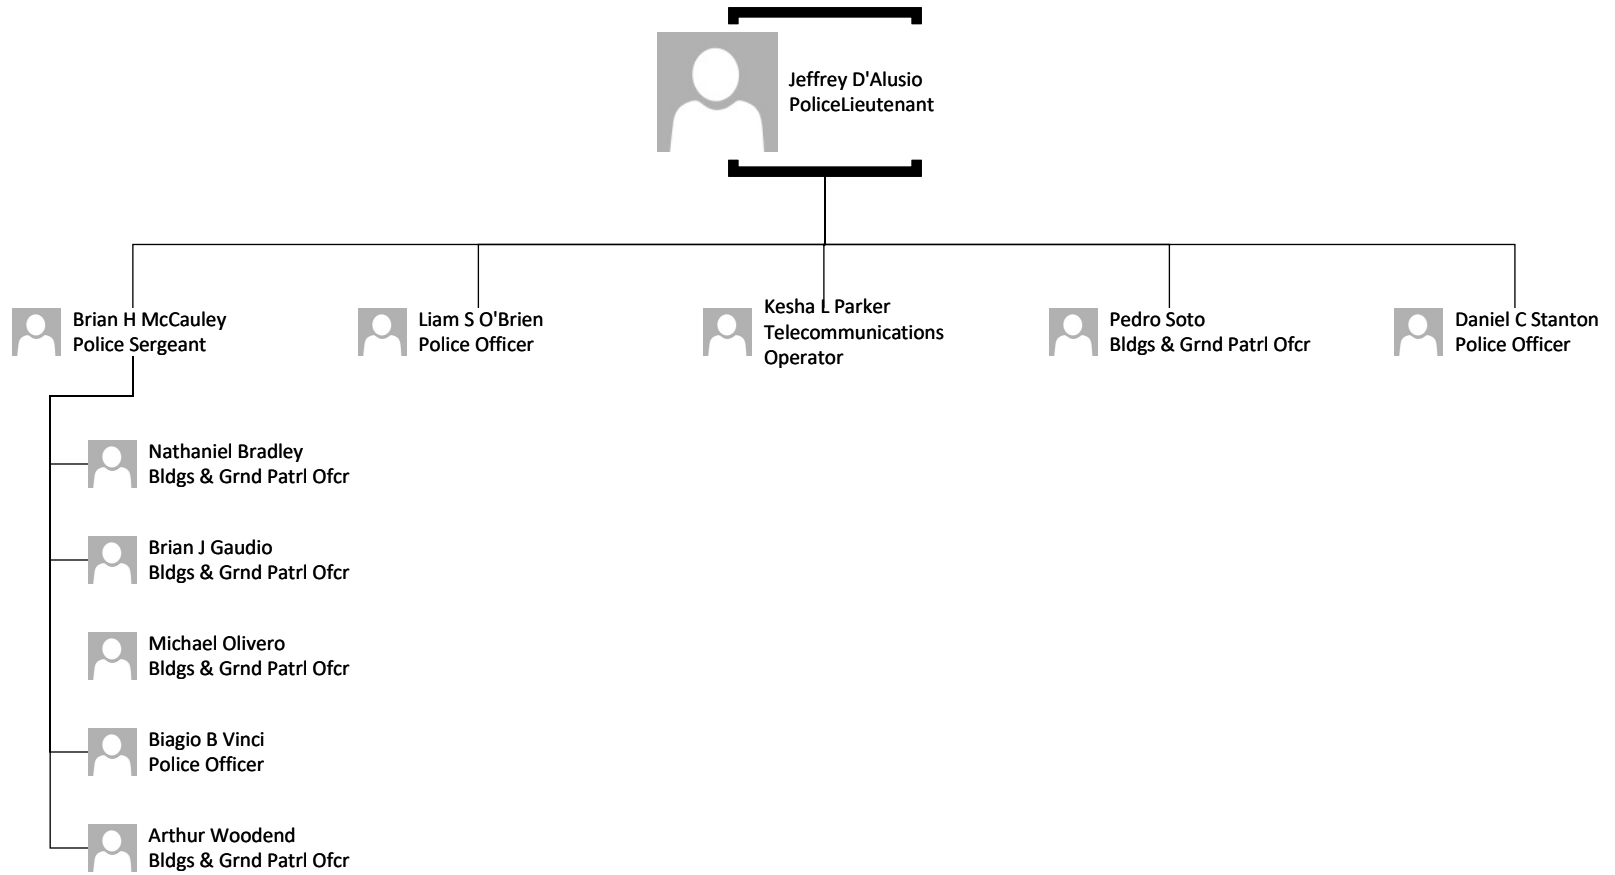 Jeffrey D'Alusio
PoliceLieutenant
Brian H McCauley
Police Sergeant
Liam S O'Brien
Police Officer
Kesha L Parker
Telecommunications
Operator
Pedro Soto
Bldgs & Grnd Patrl Ofcr
Daniel C Stanton
Police Officer
Nathaniel Bradley
Bldgs & Grnd Patrl Ofcr
Brian J Gaudio
Bldgs & Grnd Patrl Ofcr
Michael Olivero
Bldgs & Grnd Patrl Ofcr
Biagio B Vinci
Police Officer
Arthur Woodend
Bldgs & Grnd Patrl Ofcr